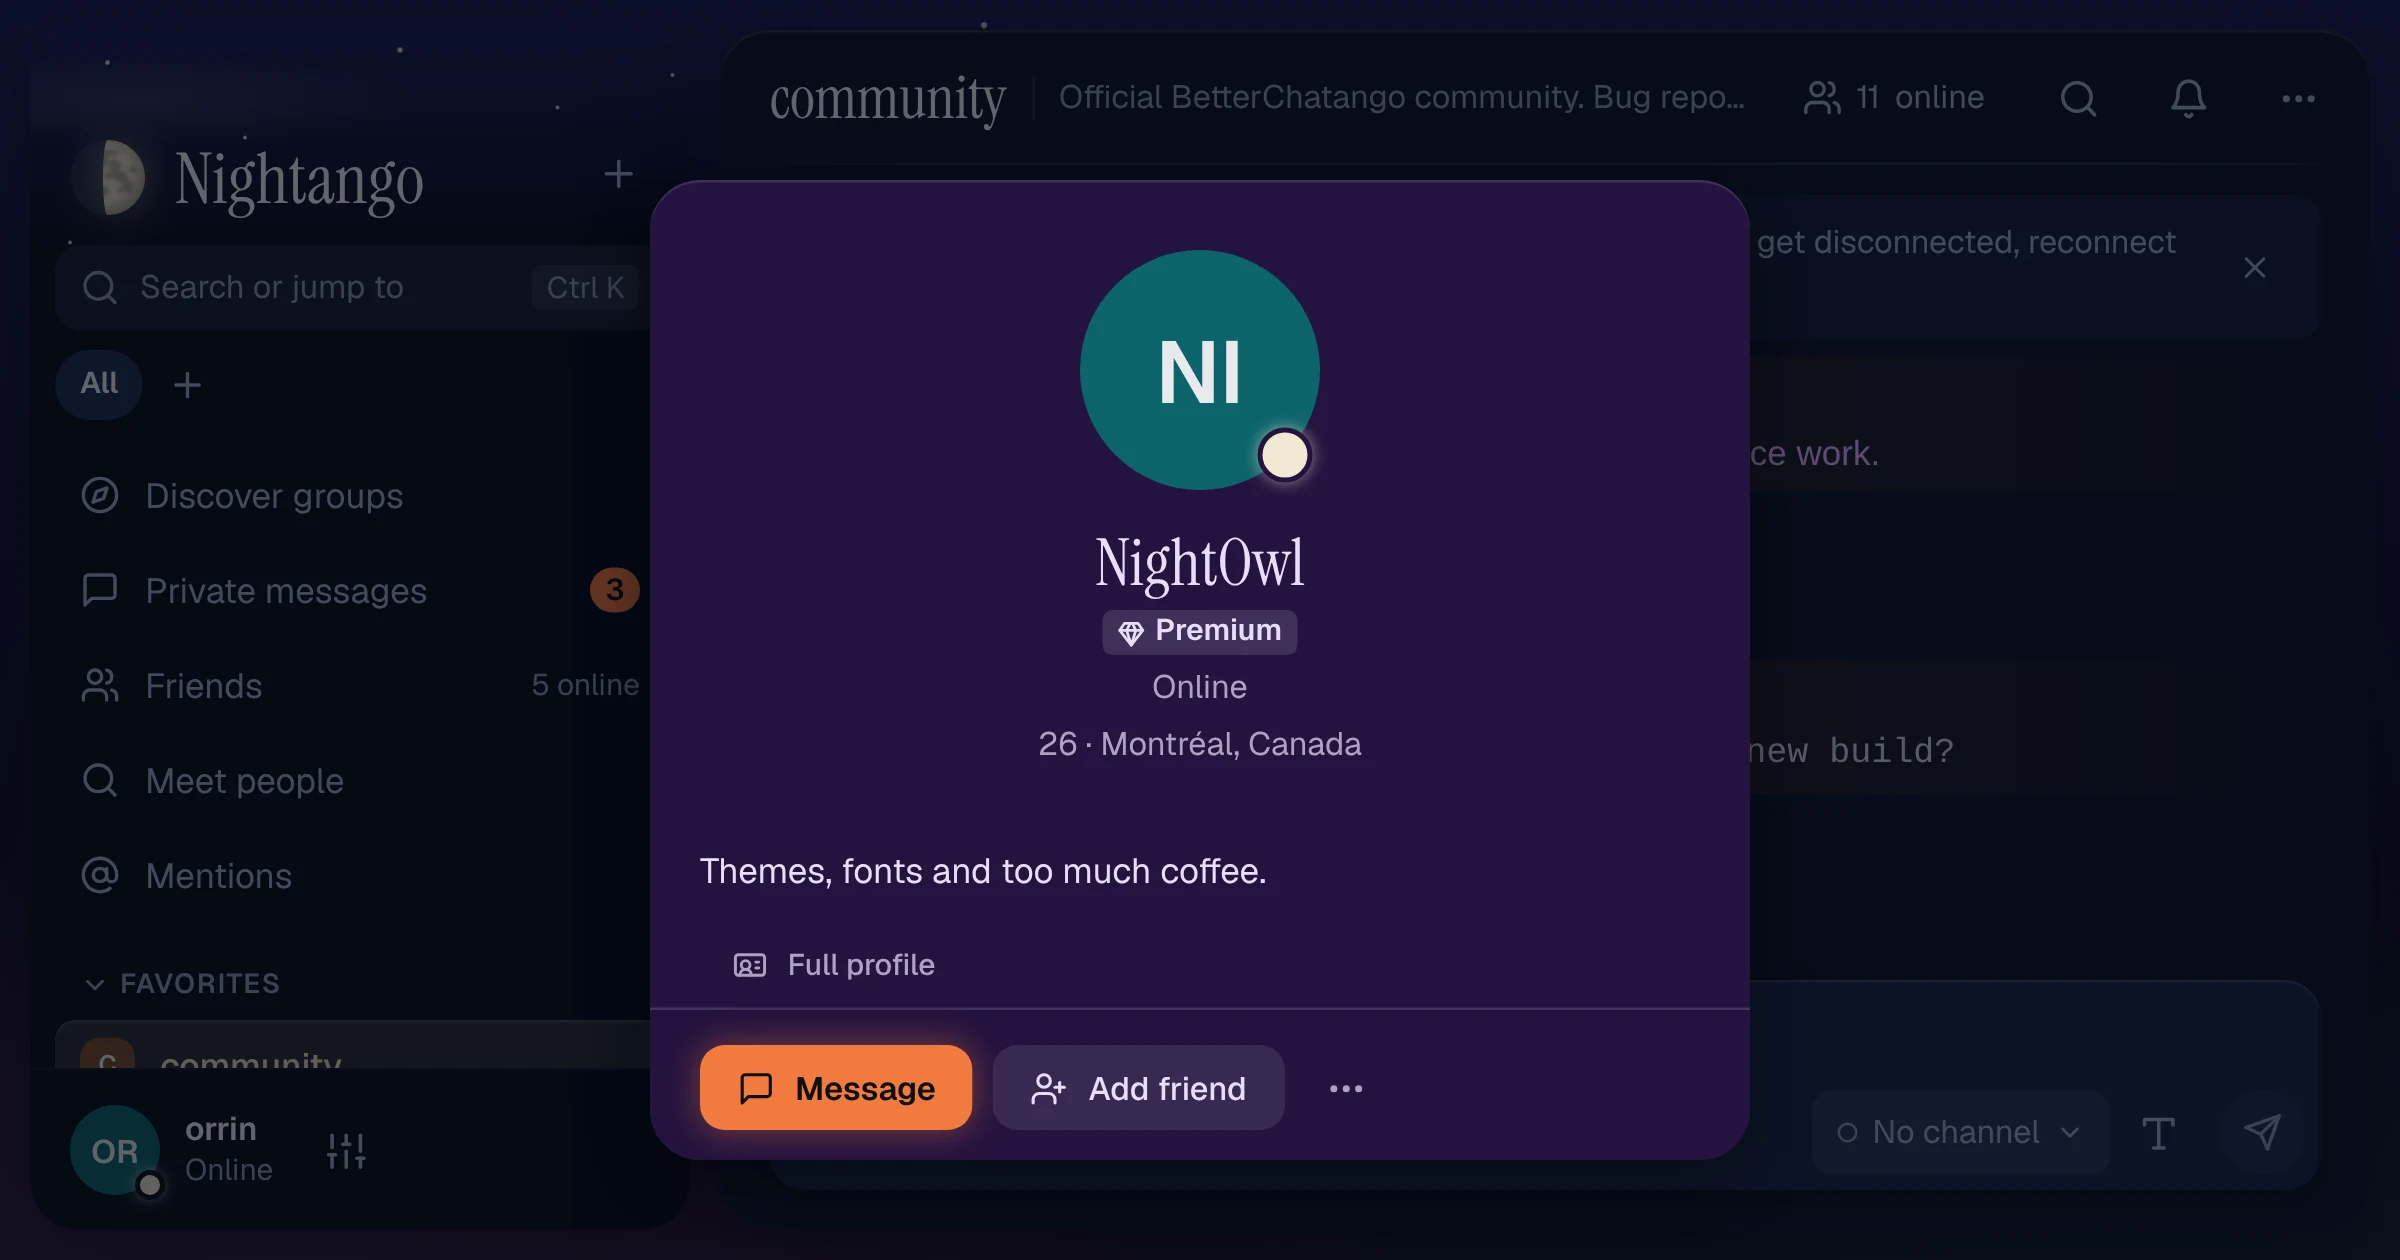 Nightango
Search or jump to
Ctrl K
All
Discover groups
Private messages
3
Friends
5 online
Meet people
Mentions
FAVORITES
C
community
OR
orrin
Online
community
Official BetterChatango community. Bug repo...
11 online
get disconnected, reconnect
ce work.
new build?
No channel
NI
NightOwl
Premium
Online
26 · Montréal, Canada
Themes, fonts and too much coffee.
Full profile
Message
Add friend